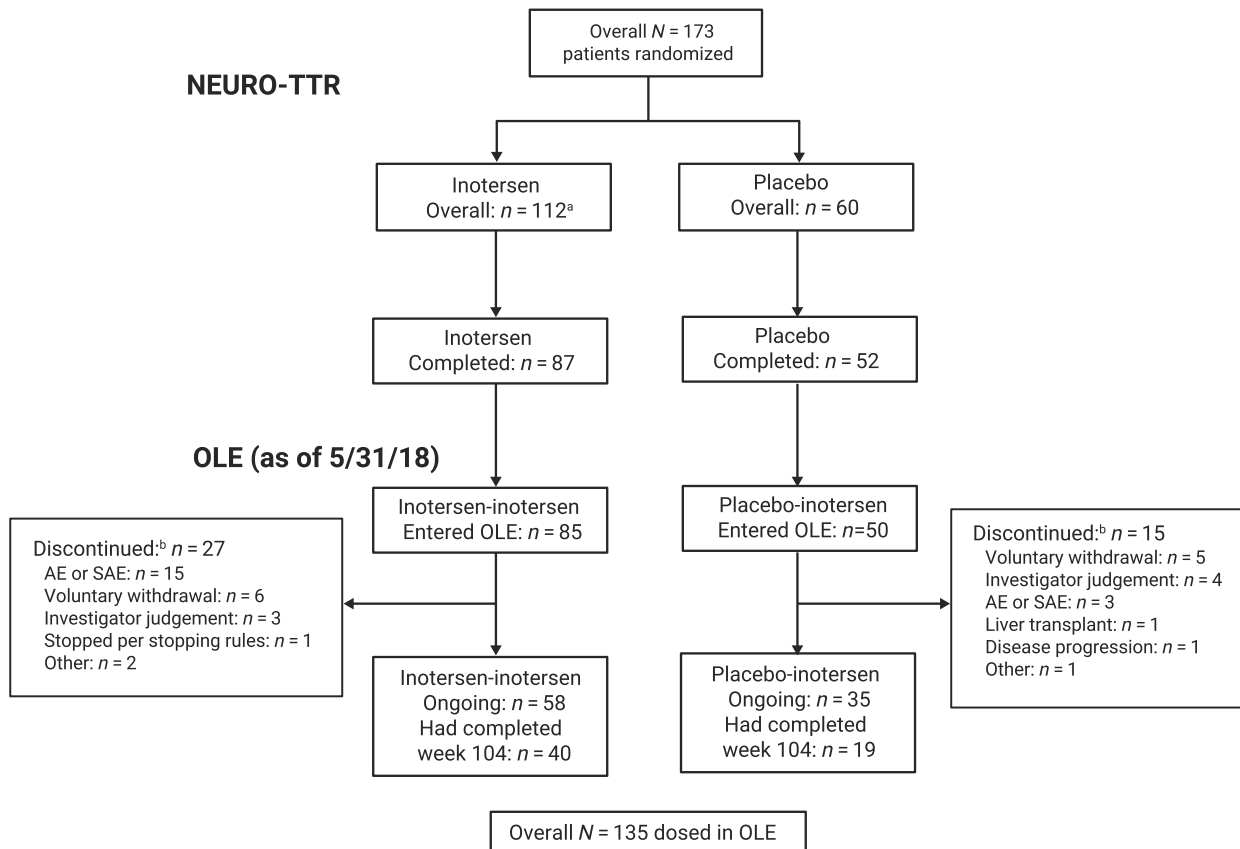 Overall N = 173
patients randomized
NEURO-TTR
Inotersen
Overall: n = 112ᵃ
Placebo
Overall: n = 60
Inotersen
Completed: n = 87
Placebo
Completed: n = 52
OLE (as of 5/31/18)
Inotersen-inotersen
Entered OLE: n = 85
Placebo-inotersen
Entered OLE: n=50
Discontinued:ᵇ n = 27
AE or SAE: n = 15
Voluntary withdrawal: n = 6
Investigator judgement: n = 3
Stopped per stopping rules: n = 1
Other: n = 2
Discontinued:ᵇ n = 15
Voluntary withdrawal: n = 5
Investigator judgement: n = 4
AE or SAE: n = 3
Liver transplant: n = 1
Disease progression: n = 1
Other: n = 1
Inotersen-inotersen
Ongoing: n = 58
Had completed
week 104: n = 40
Placebo-inotersen
Ongoing: n = 35
Had completed
week 104: n = 19
Overall N = 135 dosed in OLE